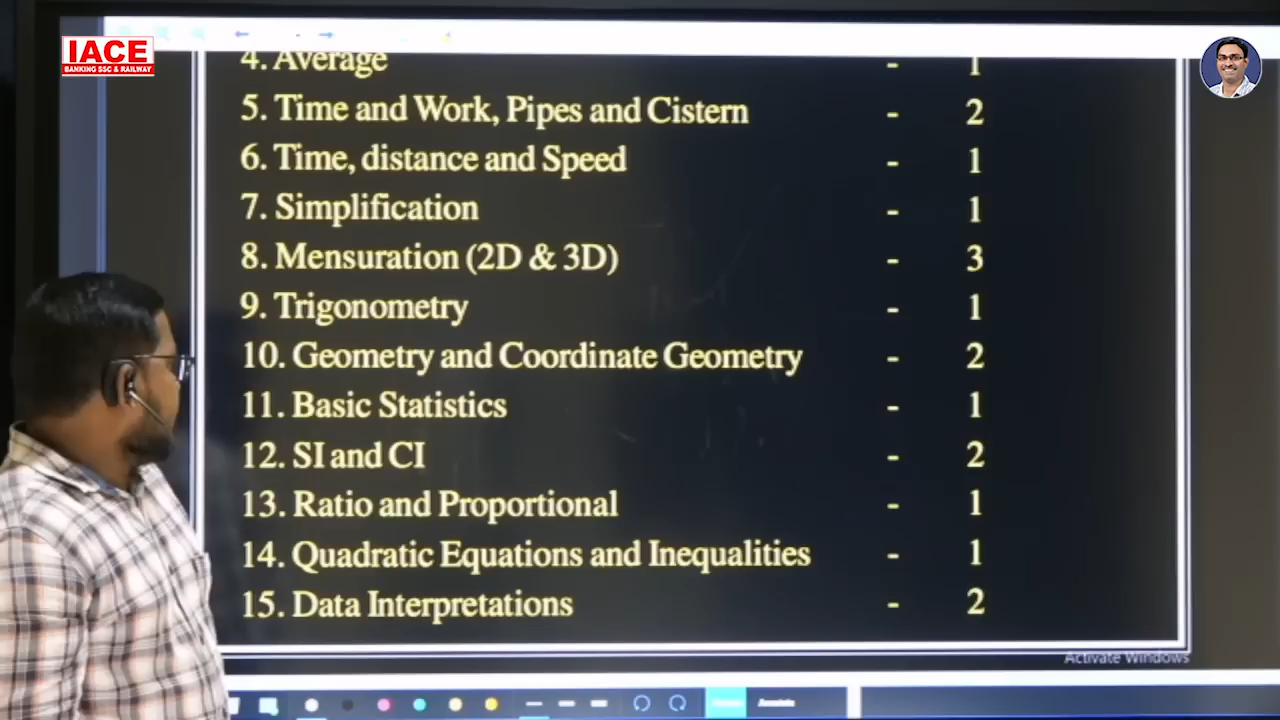 IACE
BANKING SSC & RAILWAY
4. Average - 1
5. Time and Work, Pipes and Cistern - 2
6. Time, distance and Speed - 1
7. Simplification - 1
8. Mensuration (2D & 3D) - 3
9. Trigonometry - 1
10. Geometry and Coordinate Geometry - 2
11. Basic Statistics - 1
12. SI and CI - 2
13. Ratio and Proportional - 1
14. Quadratic Equations and Inequalities - 1
15. Data Interpretations - 2
Activate Windows